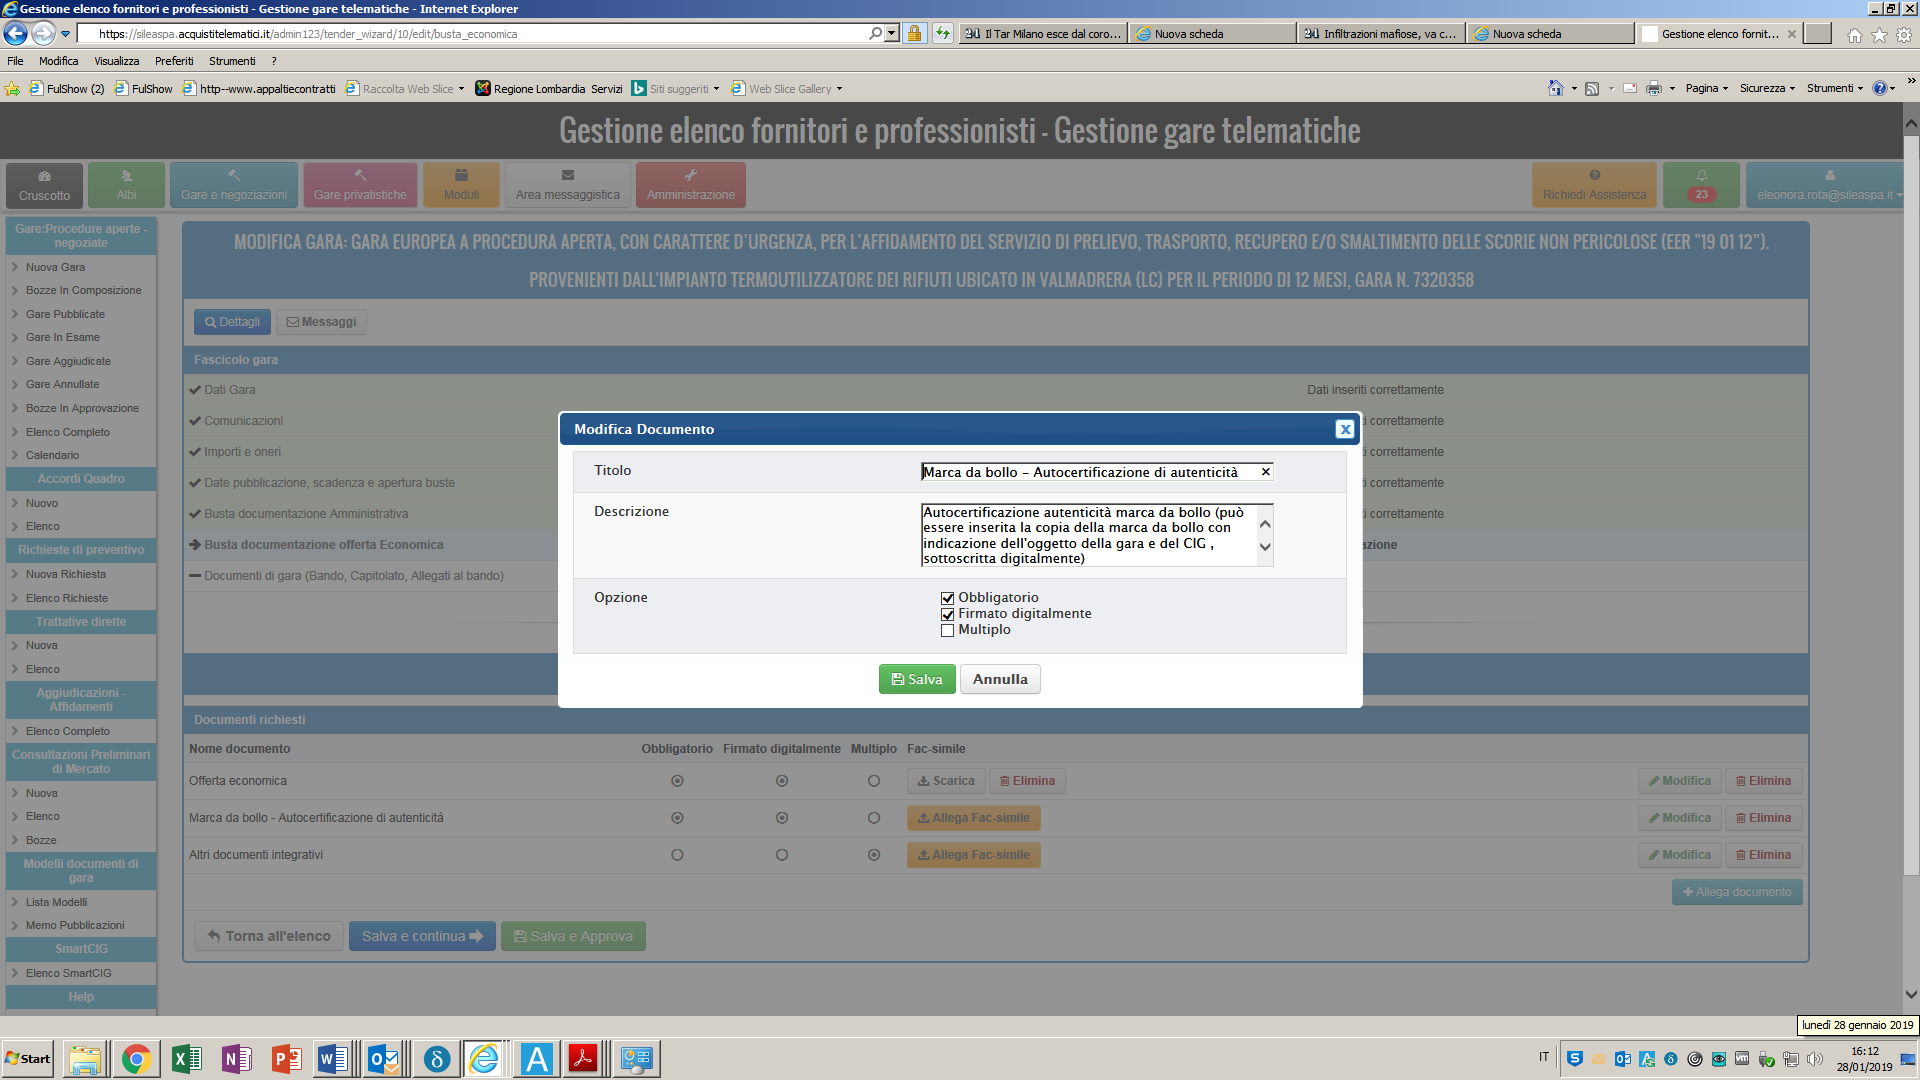 Gestione elenco fornitori e professionisti - Gestione gare telematiche - Internet Explorer
https://sileaspa.acquistitelematici.it/admin123/tender_wizard/10/edit/busta_economica
Il Tar Milano esce dal coro...
Nuova scheda
Infiltrazioni mafiose, va c...
Nuova scheda
Gestione elenco fornit...
File Modifica Visualizza Preferiti Strumenti ?
FulShow (2) FulShow http--www.appaltiecontratti Raccolta Web Slice Regione Lombardia Servizi Siti suggeriti Web Slice Gallery
Pagina Sicurezza Strumenti
Gestione elenco fornitori e professionisti - Gestione gare telematiche
Cruscotto Albi Gare e negoziazioni Gare privatistiche Moduli Area messaggistica Amministrazione
Richiedi Assistenza 23 eleonora.rota@sileaspa.it
Gare:Procedure aperte -
negoziate
Nuova Gara
Bozze In Composizione
Gare Pubblicate
Gare In Esame
Gare Aggiudicate
Gare Annullate
Bozze In Approvazione
Elenco Completo
Calendario
Accordi Quadro
Nuovo
Elenco
Richieste di preventivo
Nuova Richiesta
Elenco Richieste
Trattative dirette
Nuova
Elenco
Aggiudicazioni -
Affidamenti
Elenco Completo
Consultazioni Preliminari
di Mercato
Nuova
Elenco
Bozze
Modelli documenti di
gara
Lista Modelli
Memo Pubblicazioni
SmartCIG
Elenco SmartCIG
Help
MODIFICA GARA: GARA EUROPEA A PROCEDURA APERTA, CON CARATTERE D'URGENZA, PER L'AFFIDAMENTO DEL SERVIZIO DI PRELIEVO, TRASPORTO, RECUPERO E/O SMALTIMENTO DELLE SCORIE NON PERICOLOSE (EER "19 01 12").
PROVENIENTI DALL'IMPIANTO TERMOUTILIZZATORE DEI RIFIUTI UBICATO IN VALMADRERA (LC) PER IL PERIODO DI 12 MESI, GARA N. 7320358
Dettagli Messaggi
Fascicolo gara
Dati Gara Dati inseriti correttamente
Comunicazioni ti correttamente
Importi e oneri ti correttamente
Date pubblicazione, scadenza e apertura buste ti correttamente
Busta documentazione Amministrativa ti correttamente
Busta documentazione offerta Economica azione
Documenti di gara (Bando, Capitolato, Allegati al bando)
Modifica Documento
x
Titolo
Marca da bollo - Autocertificazione di autenticità
Descrizione
Autocertificazione autenticità marca da bollo (può
essere inserita la copia della marca da bollo con
indicazione dell'oggetto della gara e del CIG ,
sottoscritta digitalmente)
Opzione
Obbligatorio
Firmato digitalmente
Multiplo
Salva Annulla
Documenti richiesti
Nome documento Obbligatorio Firmato digitalmente Multiplo Fac-simile
Offerta economica Scarica Elimina Modifica Elimina
Marca da bollo - Autocertificazione di autenticità Allega Fac-simile Modifica Elimina
Altri documenti integrativi Allega Fac-simile Modifica Elimina
Allega documento
Torna all'elenco Salva e continua Salva e Approva
lunedì 28 gennaio 2019
Start
IT
16:12
28/01/2019